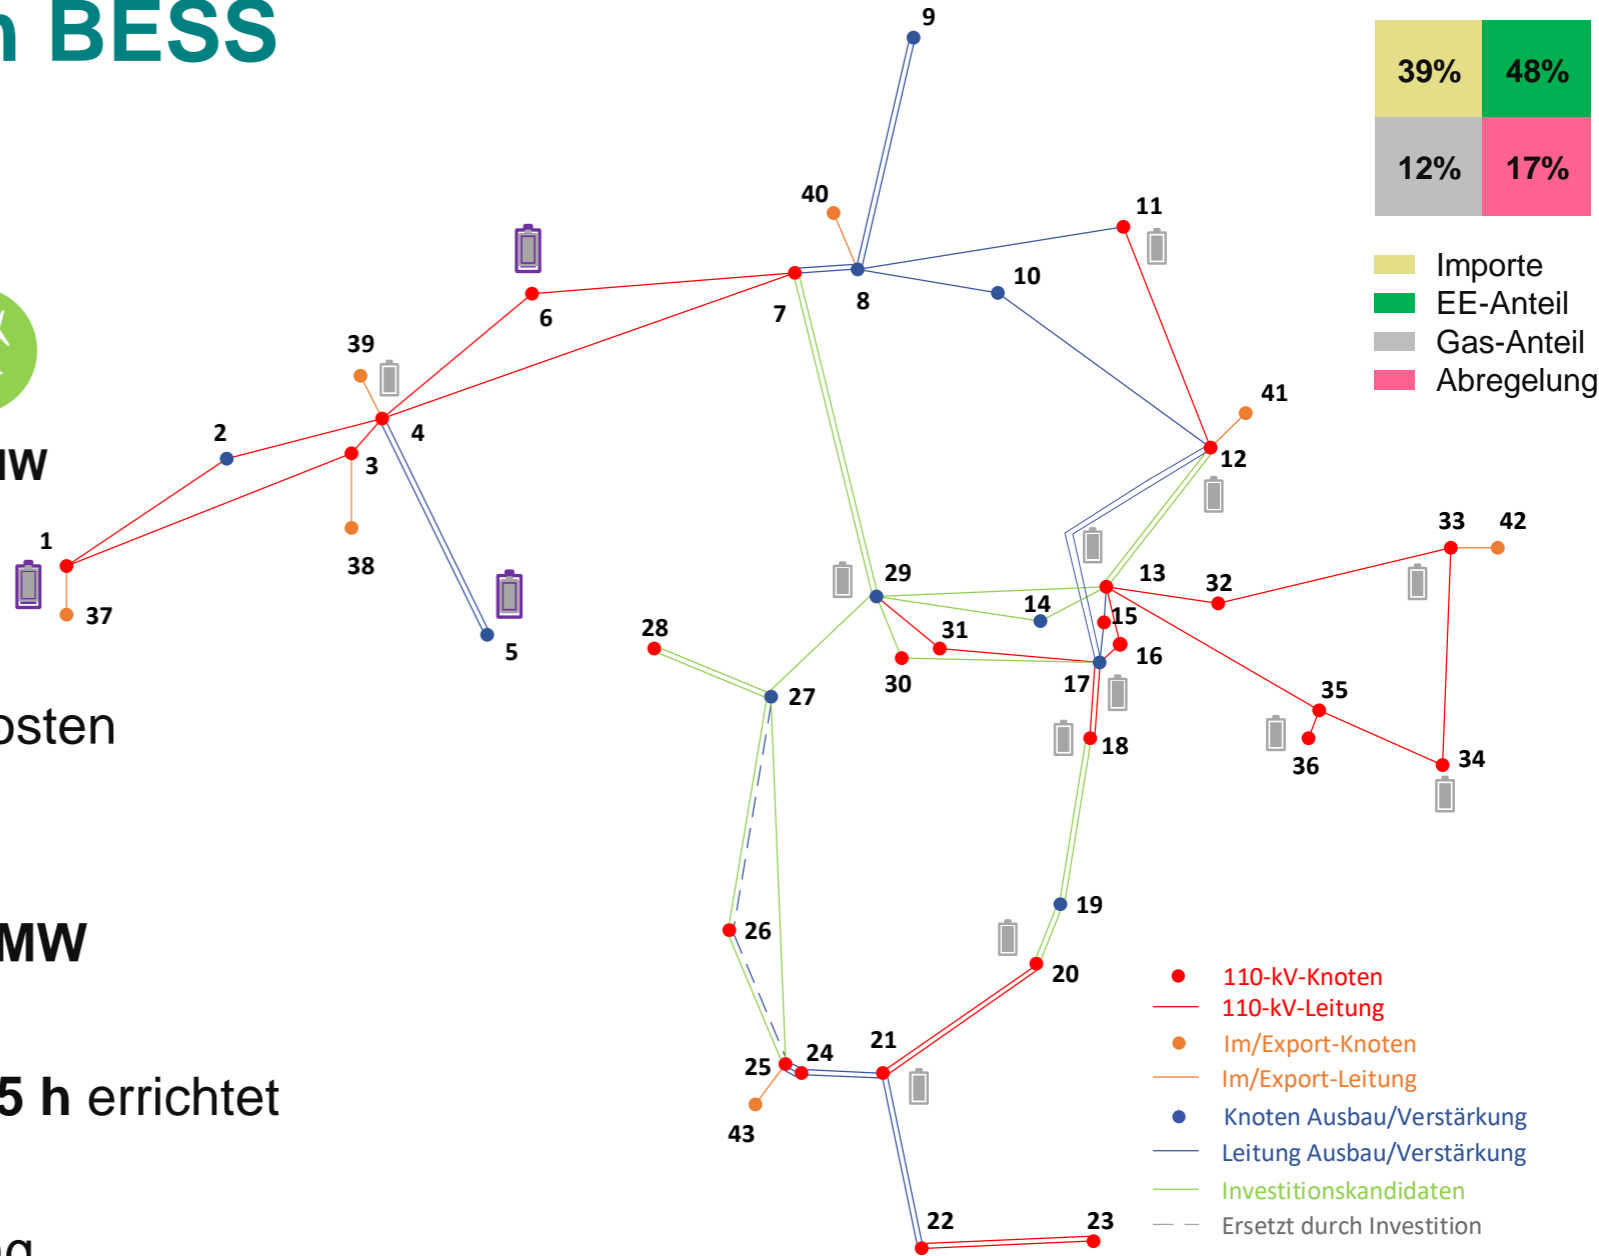 n BESS
39% 48%
12% 17%
Importe
EE-Anteil
Gas-Anteil
Abregelung
9
40
11
10
8
7
6
39
41
2
4
3
12
MW
1
33 42
38
29
13
32
37
14
15
28
31
16
5
30
17
27
35
osten
18
36
34
19
MW
26
20
110-kV-Knoten
110-kV-Leitung
21
24
25
Im/Export-Knoten
Im/Export-Leitung
5 h errichtet
43
Knoten Ausbau/Verstärkung
Leitung Ausbau/Verstärkung
Investitionskandidaten
22 23
Ersetzt durch Investition